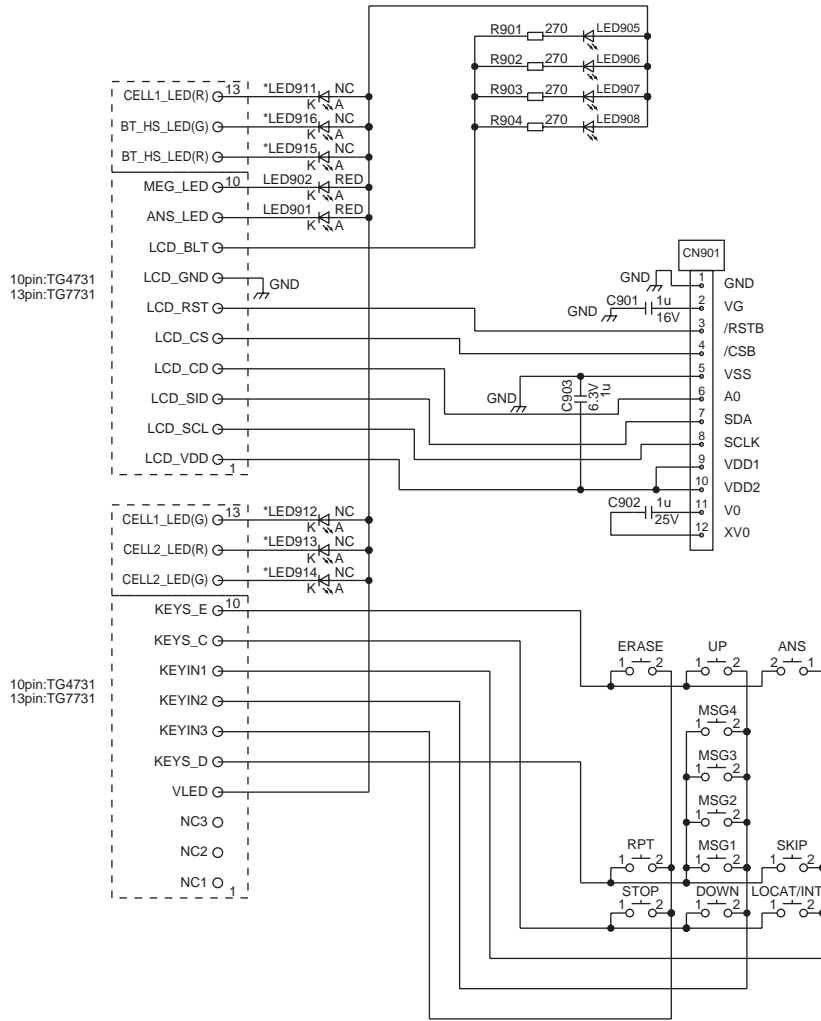 R901 270 LED905
R902 270 LED906
R903 270 LED907
R904 270 LED908
CELL1_LED(R) 13 *LED911 NC
K A
BT_HS_LED(G) *LED916 NC
K A
BT_HS_LED(R) *LED915 NC
K A
MEG_LED 10 LED902 RED
K A
ANS_LED LED901 RED
K A
LCD_BLT
10pin:TG4731
13pin:TG7731
LCD_GND GND
LCD_RST
LCD_CS
LCD_CD
LCD_SID
LCD_SCL
LCD_VDD 1
CN901
GND 1 GND
GND C901 1u 16V 2 VG
3 /RSTB
4 /CSB
GND C903 6.3V 1u 5 VSS
6 A0
7 SDA
8 SCLK
9 VDD1
10 VDD2
C902 1u 25V 11 V0
12 XV0
CELL1_LED(G) 13 *LED912 NC
K A
CELL2_LED(R) *LED913 NC
K A
CELL2_LED(G) *LED914 NC
K A
KEYS_E 10
KEYS_C
10pin:TG4731
13pin:TG7731
KEYIN1
KEYIN2
KEYIN3
KEYS_D
VLED
NC3
NC2
NC1 1
ERASE UP ANS
1 2 1 2 2 1
MSG4
1 2
MSG3
1 2
MSG2
1 2
RPT MSG1 SKIP
1 2 1 2 1 2
STOP DOWN LOCAT/INT
1 2 1 2 1 2